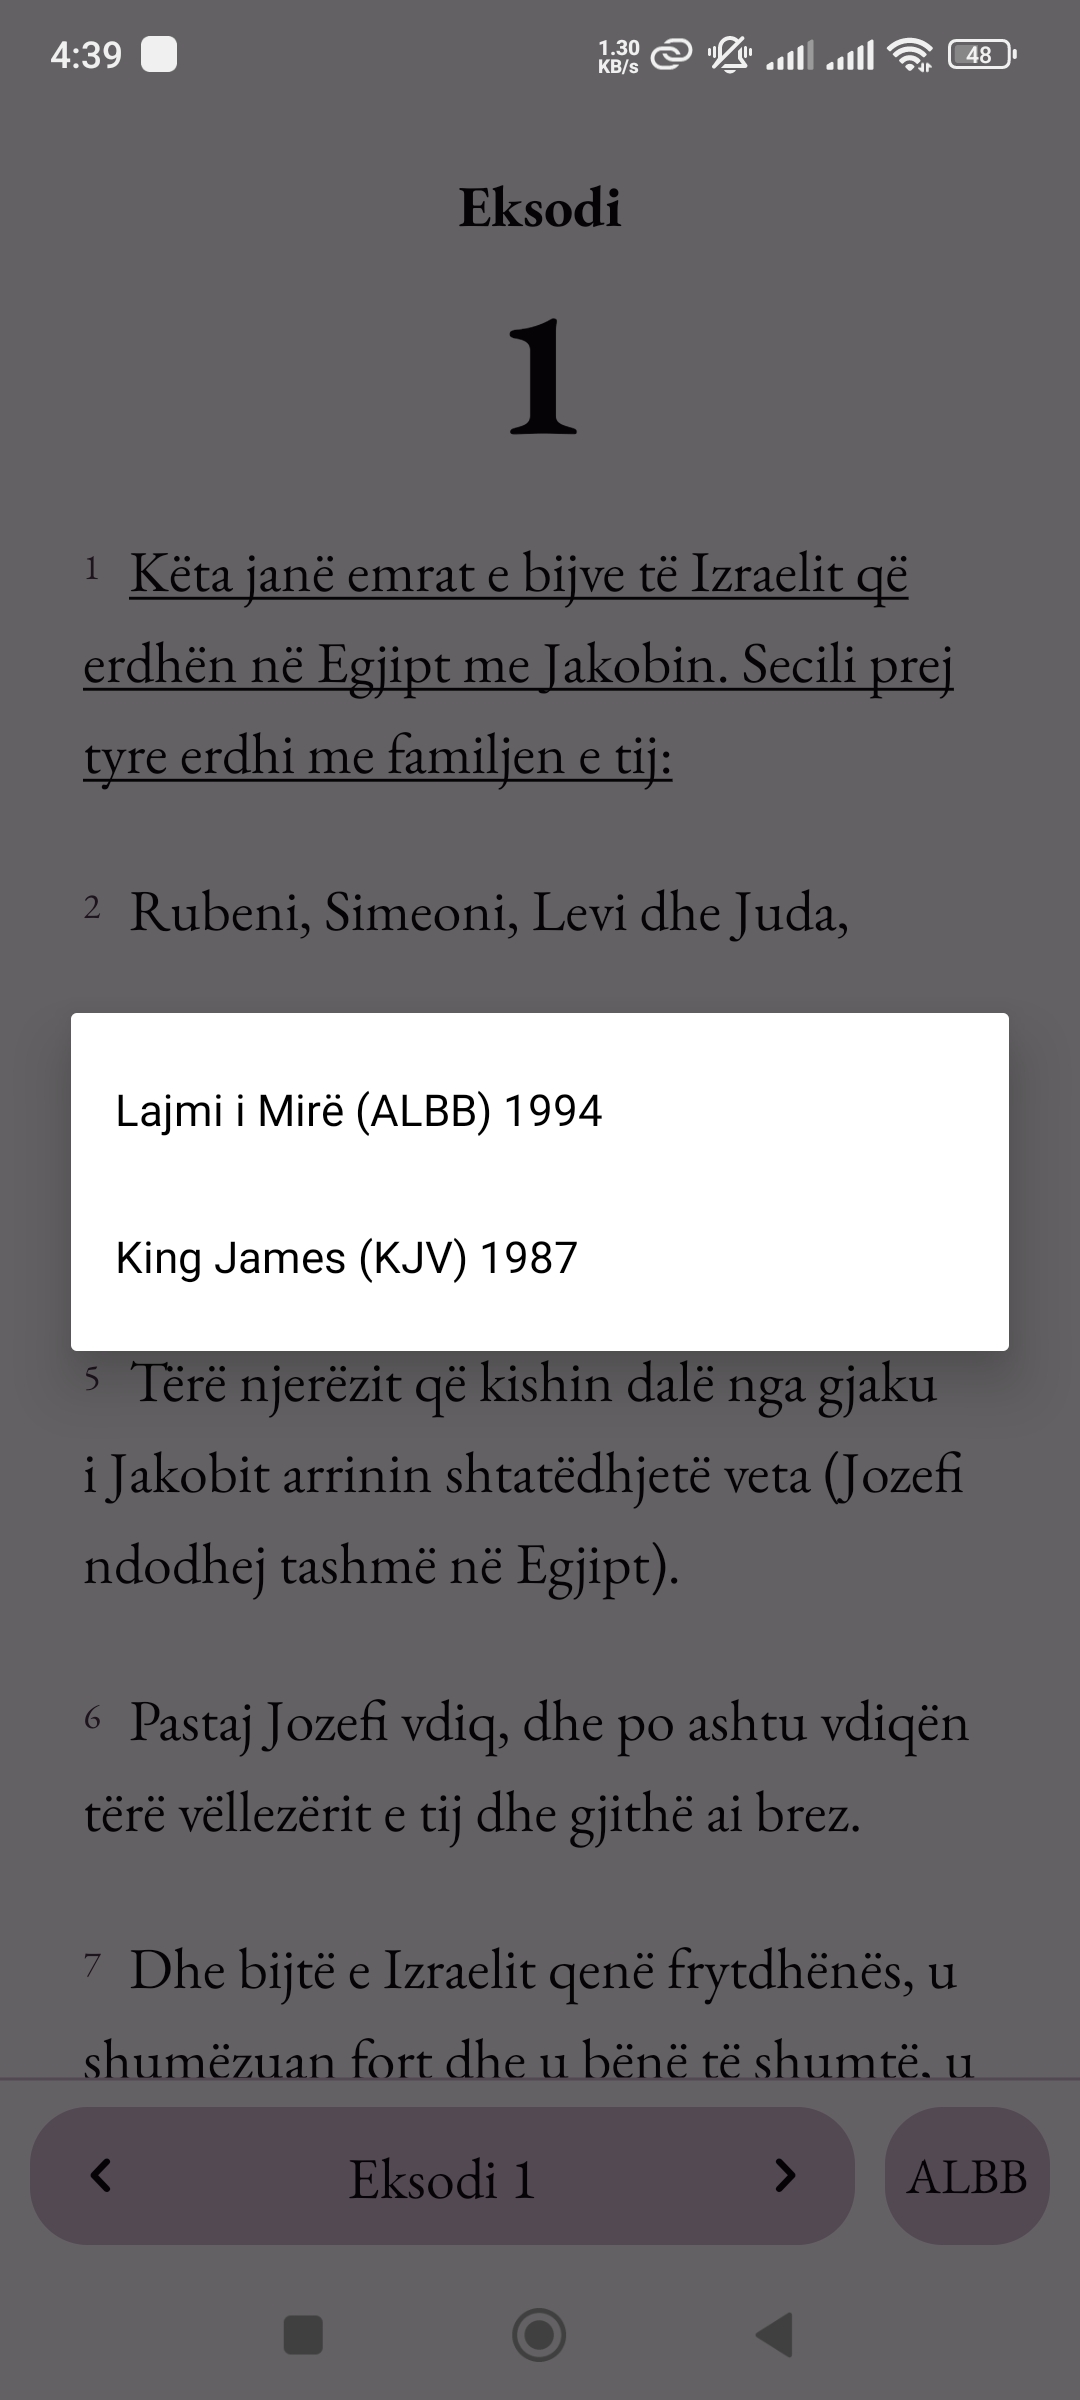 4:39
1.30
KB/s
48
Eksodi
1
1 Këta janë emrat e bijve të Izraelit që
erdhën në Egjipt me Jakobin. Secili prej
tyre erdhi me familjen e tij:
2 Rubeni, Simeoni, Levi dhe Juda,
Lajmi i Mirë (ALBB) 1994
King James (KJV) 1987
5 Tërë njerëzit që kishin dalë nga gjaku
i Jakobit arrinin shtatëdhjetë veta (Jozefi
ndodhej tashmë në Egjipt).
6 Pastaj Jozefi vdiq, dhe po ashtu vdiqën
tërë vëllezërit e tij dhe gjithë ai brez.
7 Dhe bijtë e Izraelit qenë frytdhënës, u
shumëzuan fort dhe u bënë të shumtë, u
Eksodi 1
ALBB